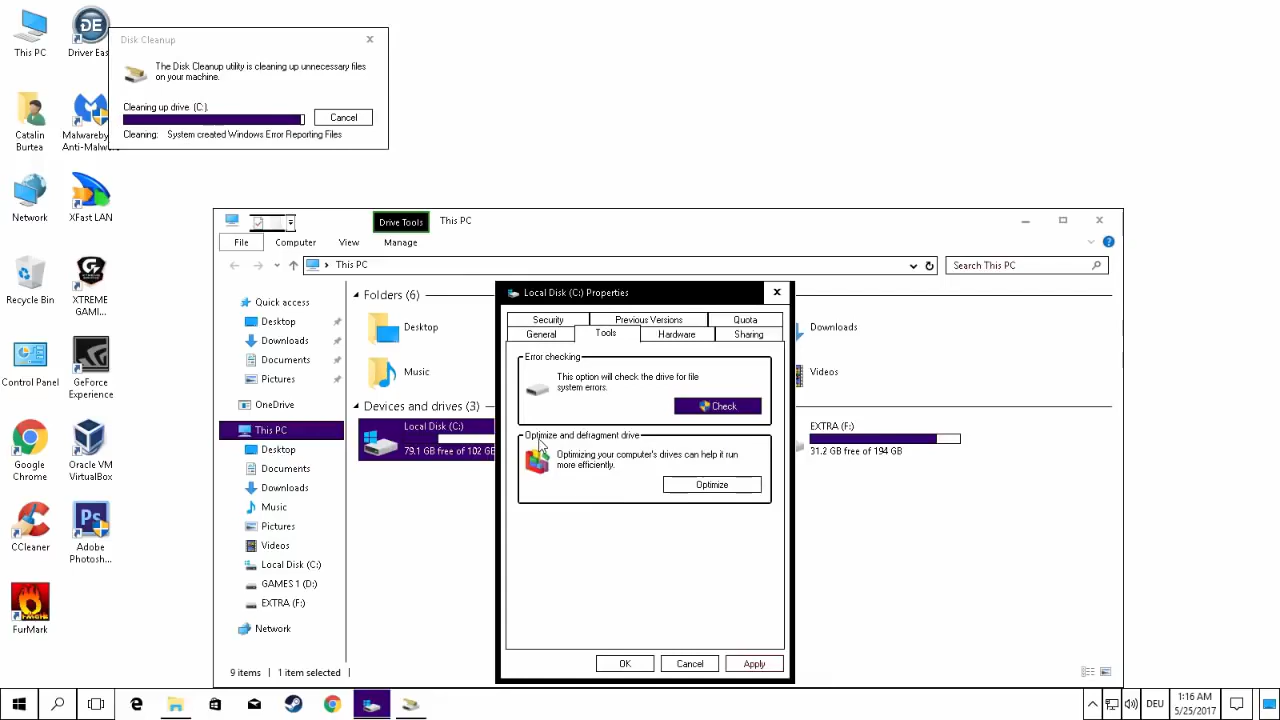 This PC
DE
Driver Eas
Catalin
Burtea
Malwareby
Anti-Malw
Network
XFast LAN
Recycle Bin
XTREME
GAMI...
Control Panel
GeForce
Experience
Google
Chrome
Oracle VM
VirtualBox
CCleaner
Ps
Adobe
Photosh...
FurMark
Disk Cleanup
The Disk Cleanup utility is cleaning up unnecessary files
on your machine.
Cleaning up drive (C:).
Cancel
Cleaning: System created Windows Error Reporting Files
Drive Tools This PC
File Computer View Manage
This PC
Search This PC
Quick access
Desktop
Downloads
Documents
Pictures
OneDrive
This PC
Desktop
Documents
Downloads
Music
Pictures
Videos
Local Disk (C:)
GAMES 1 (D:)
EXTRA (F:)
Network
Folders (6)
Desktop
Music
Downloads
Videos
Devices and drives (3)
Local Disk (C:)
79.1 GB free of 102 GB
EXTRA (F:)
31.2 GB free of 194 GB
Local Disk (C:) Properties
Security Previous Versions Quota
General Tools Hardware Sharing
Error checking
This option will check the drive for file
system errors.
Check
Optimize and defragment drive
Optimizing your computer's drives can help it run
more efficiently.
Optimize
OK Cancel Apply
9 items 1 item selected
DEU
1:16 AM
5/25/2017